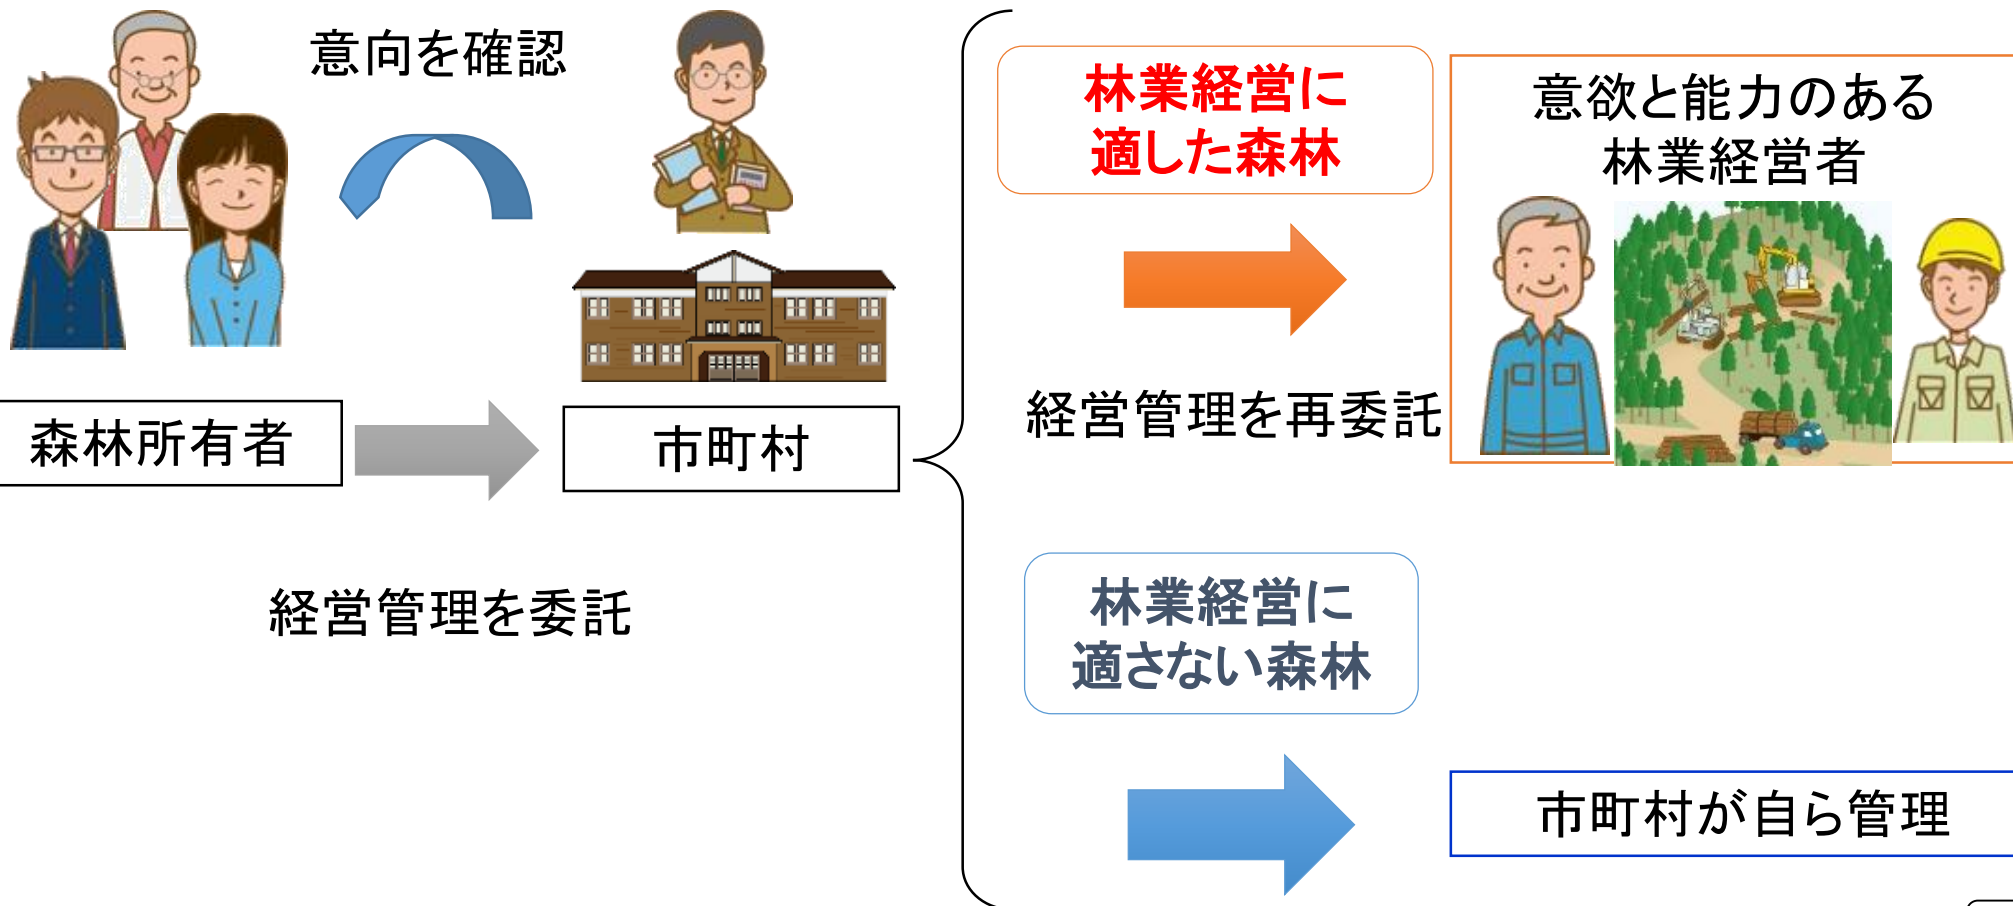 意向を確認
森林所有者
市町村
経営管理を委託
林業経営に
適した森林
経営管理を再委託
意欲と能力のある
林業経営者
林業経営に
適さない森林
市町村が自ら管理